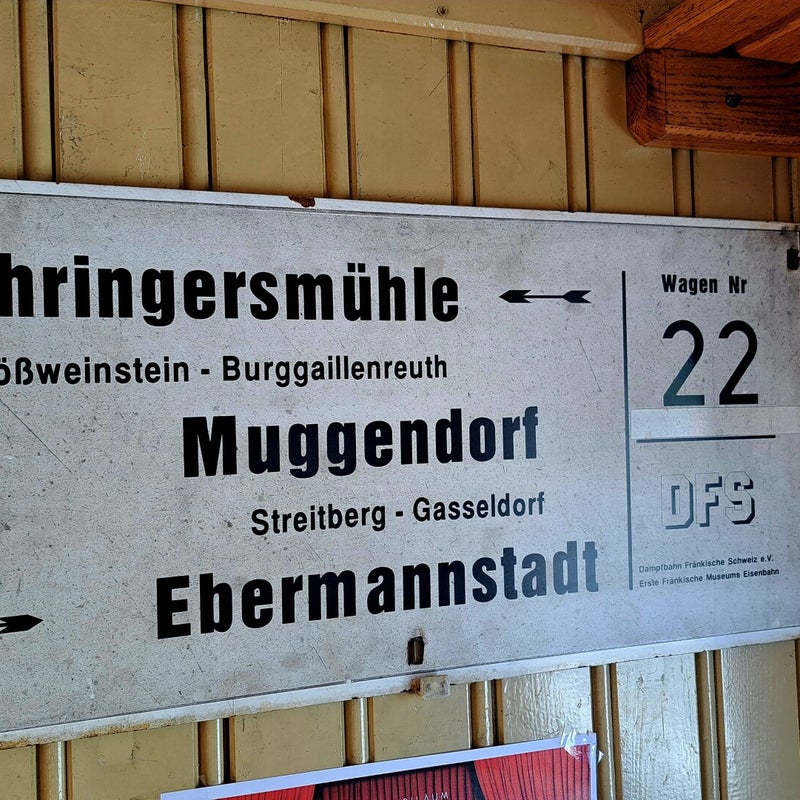 hringersmühle
ößweinstein - Burggaillenreuth
Muggendorf
Streitberg - Gasseldorf
Ebermannstadt
Wagen Nr
22
DFS
Dampfbahn Fränkische Schweiz e.V.
Erste Fränkische Museums Eisenbahn